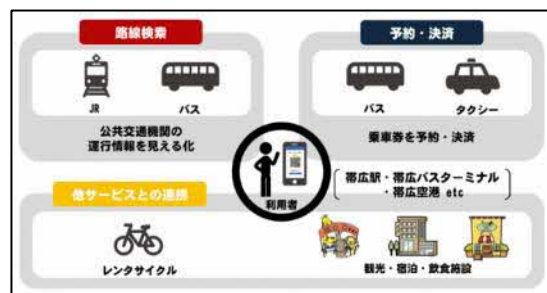 路線検索
JR
バス
公共交通機関の
運行情報を見える化
予約・決済
バス
タクシー
乗車券を予約・決済
利用者
帯広駅・帯広バスターミナル
・帯広空港 etc
他サービスとの連携
レンタサイクル
観光・宿泊・飲食施設